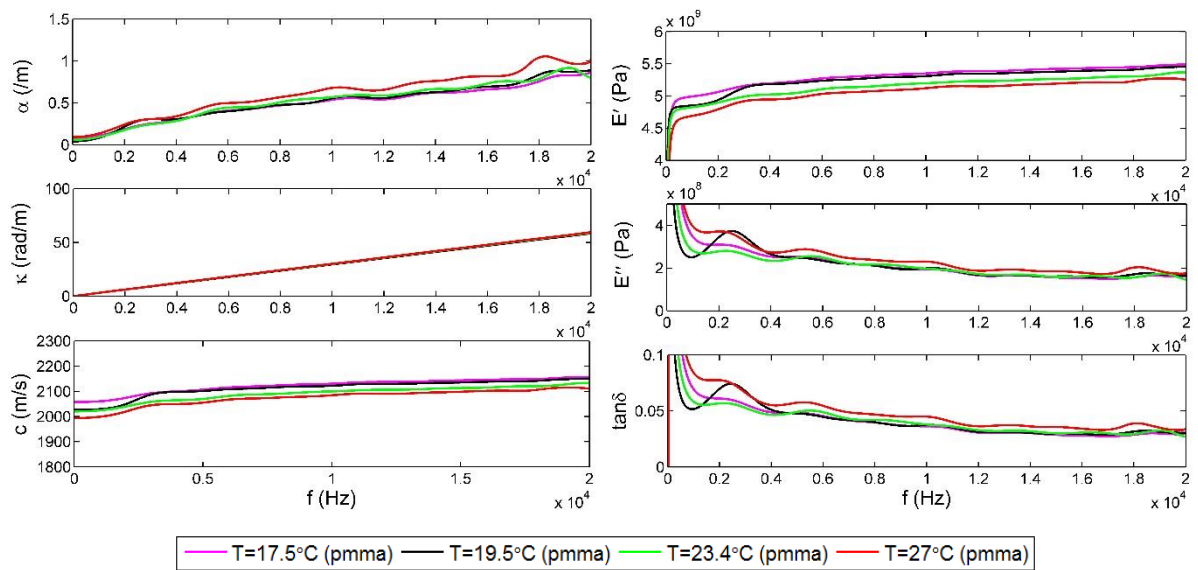 1.5
1
0.5
0
α (/m)
0 0.2 0.4 0.6 0.8 1 1.2 1.4 1.6 1.8 2
x 10⁴
100
50
0
κ (rad/m)
0 0.2 0.4 0.6 0.8 1 1.2 1.4 1.6 1.8 2
x 10⁴
2300
2200
2100
2000
1900
1800
c (m/s)
0 0.5 1 1.5 2
f (Hz)
x 10⁴
x 10⁹
6
5.5
5
4.5
4
E′ (Pa)
0 0.2 0.4 0.6 0.8 1 1.2 1.4 1.6 1.8 2
x 10⁴
x 10⁸
4
2
0
E′′ (Pa)
0 0.2 0.4 0.6 0.8 1 1.2 1.4 1.6 1.8 2
x 10⁴
0.1
0.05
0
tanδ
0 0.2 0.4 0.6 0.8 1 1.2 1.4 1.6 1.8 2
f (Hz)
x 10⁴
T=17.5°C (pmma) T=19.5°C (pmma) T=23.4°C (pmma) T=27°C (pmma)